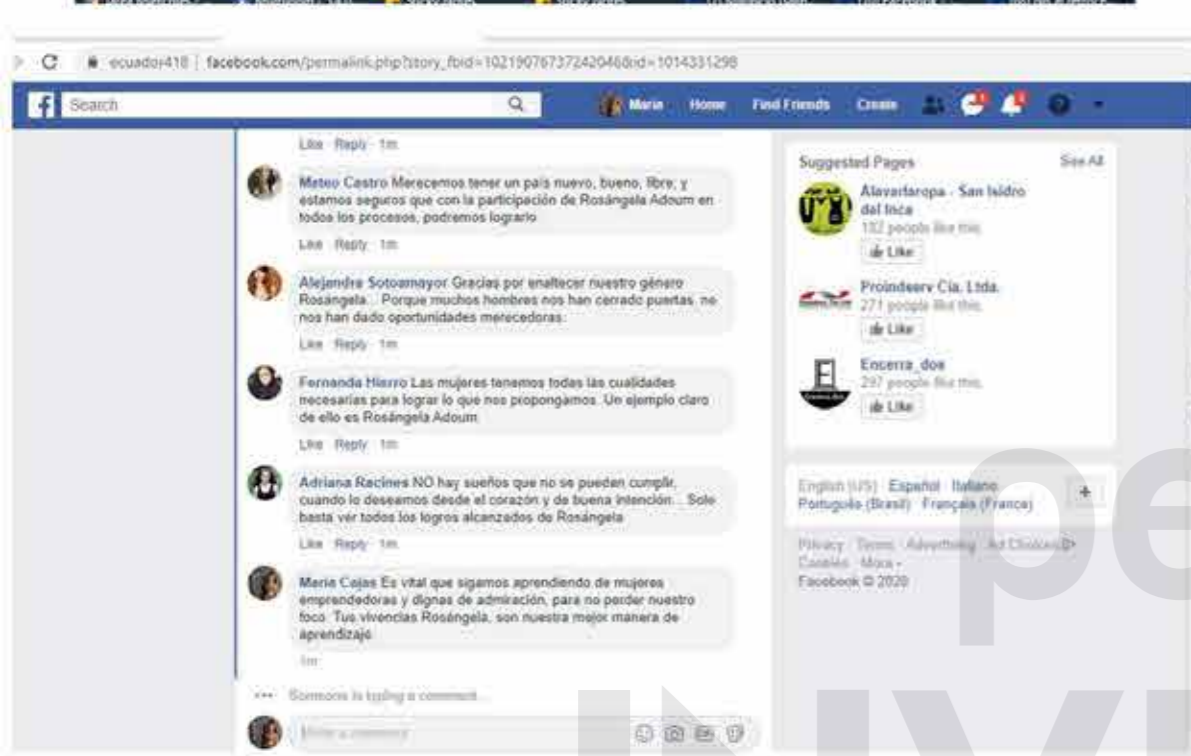 ecuador418 | facebook.com/permalink.php?story_fbid=10219076737242046&id=1014331298
Search
Maria Home Find Friends Create
Like Reply 1m
Mateo Castro Merecemos tener un país nuevo, bueno, libre, y
estamos seguros que con la participación de Rosángela Adoum en
todos los procesos, podremos lograrlo
Like Reply 1m
Alejandra Sotoamayor Gracias por enaltecer nuestro género
Rosángela... Porque muchos hombres nos han cerrado puertas, ne
nos han dado oportunidades merecedoras.
Like Reply 1m
Fernanda Hierro Las mujeres tenemos todas las cualidades
necesarias para lograr lo que nos propongamos. Un ejemplo claro
de ello es Rosángela Adoum
Like Reply 1m
Adriana Racines NO hay sueños que no se puedan cumplir,
cuando lo deseamos desde el corazón y de buena intención... Solo
basta ver todos los logros alcanzados de Rosángela
Like Reply 1m
Maria Cajas Es vital que sigamos aprendiendo de mujeres
emprendedoras y dignas de admiración, para no perder nuestro
foco. Tus vivencias Rosángela, son nuestra mejor manera de
aprendizaje
1m
Someone is typing a comment...
Write a comment
Suggested Pages See All
Alavartaropa - San Isidro
del Inca
182 people like this.
Like
Proindeerv Cía. Ltda.
271 people like this.
Like
Encerra_dos
297 people like this.
Like
English (US) Español Italiano
Português (Brasil) Français (France)
Privacy Terms Advertising Ad Choices
Cookies More
Facebook © 2020
pe